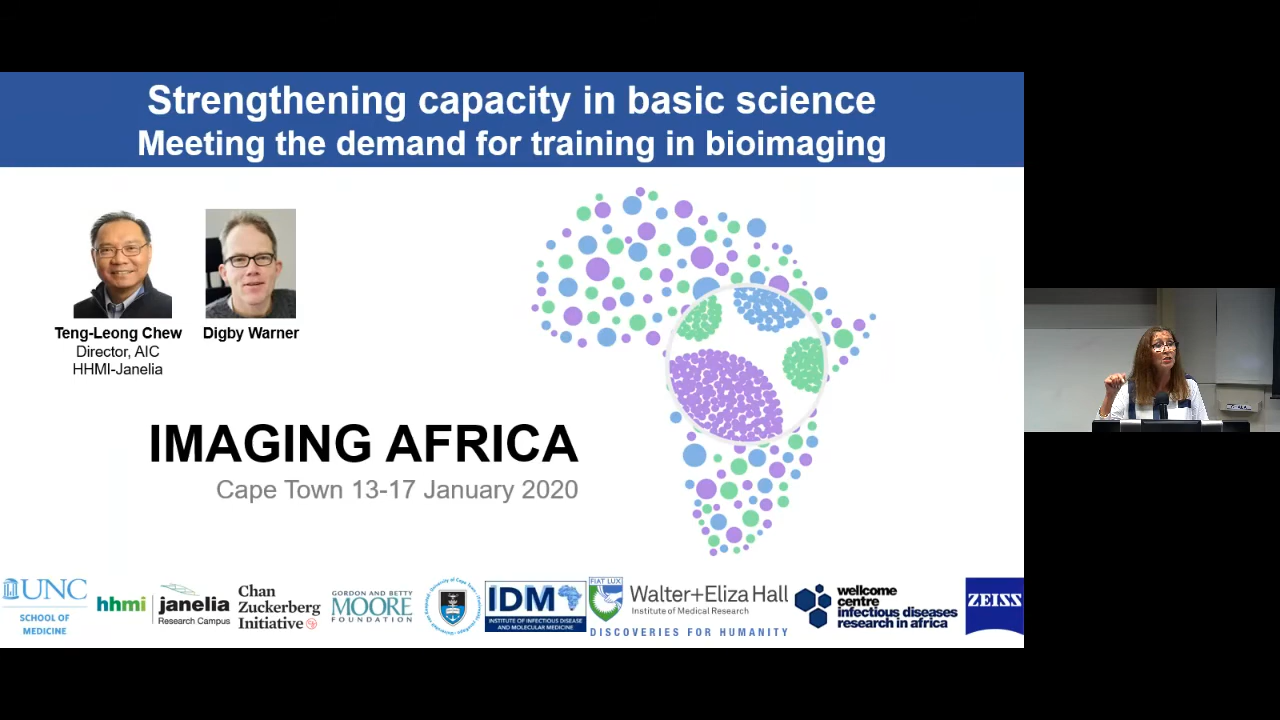 Strengthening capacity in basic science
Meeting the demand for training in bioimaging
Teng-Leong Chew
Director, AIC
HHMI-Janelia
Digby Warner
IMAGING AFRICA
Cape Town 13-17 January 2020
UNC
SCHOOL OF
MEDICINE
hhmi | janelia
Research Campus
Chan
Zuckerberg
Initiative
GORDON AND BETTY
MOORE
FOUNDATION
IDM
INSTITUTE OF INFECTIOUS DISEASE
AND MOLECULAR MEDICINE
FIAT LUX
Walter+Eliza Hall
Institute of Medical Research
DISCOVERIES FOR HUMANITY
wellcome
centre
infectious diseases
research in africa
ZEISS